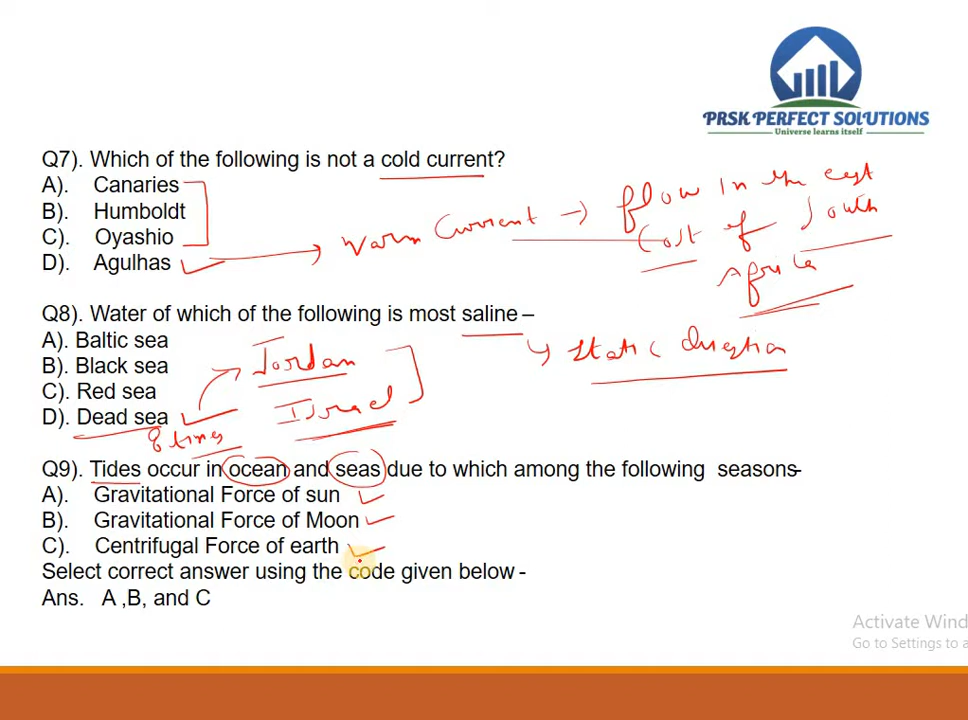 PRSK PERFECT SOLUTIONS
Universe learns itself
Q7). Which of the following is not a cold current?
A). Canaries
B). Humboldt
C). Oyashio
D). Agulhas
Warm Current → flow in the east
Cost of South
Africa
Q8). Water of which of the following is most saline –
A). Baltic sea
B). Black sea
C). Red sea
D). Dead sea
Jordan
Israel
8 times
Static Question
Q9). Tides occur in ocean and seas due to which among the following seasons-
A). Gravitational Force of sun
B). Gravitational Force of Moon
C). Centrifugal Force of earth
Select correct answer using the code given below -
Ans. A ,B, and C
Activate Wind
Go to Settings to a